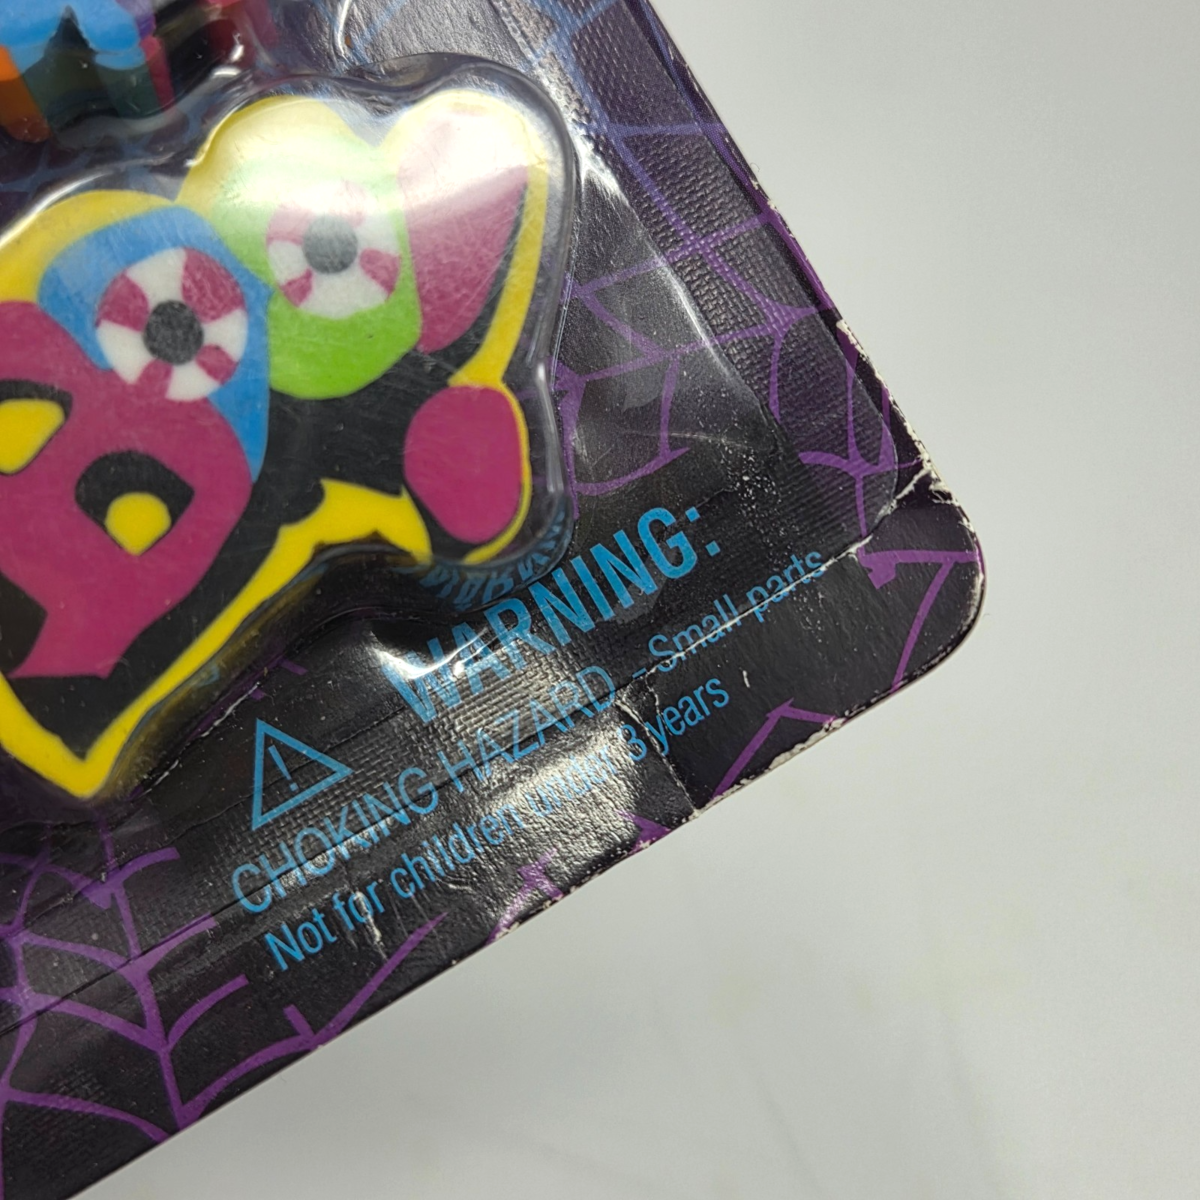 WARNING:
CHOKING HAZARD - Small parts
Not for children under 3 years